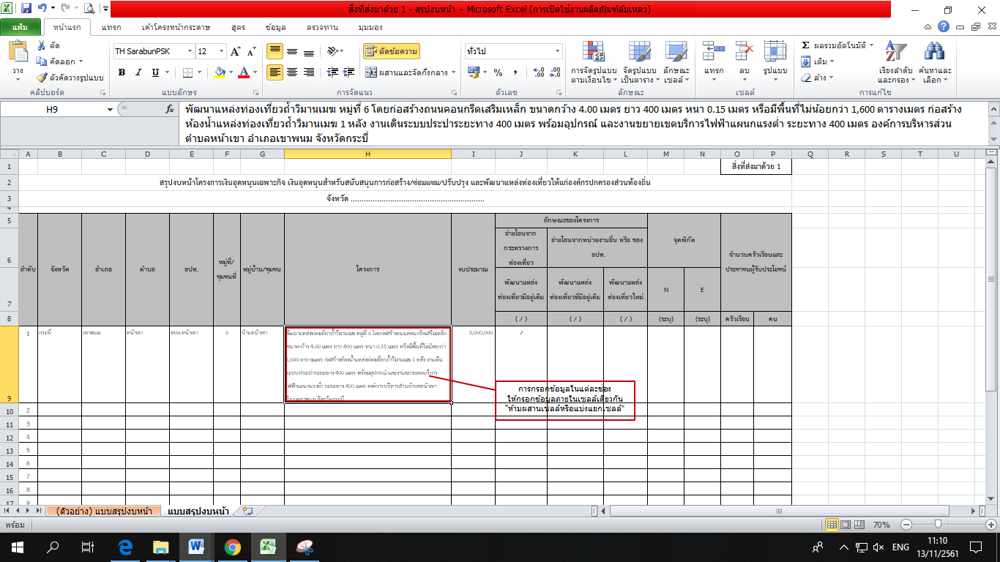 สิ่งที่ส่งมาด้วย 1 - สรุปงบหน้า - Microsoft Excel (การเปิดใช้งานผลิตภัณฑ์ล้มเหลว)
แฟ้ม หน้าแรก แทรก เค้าโครงหน้ากระดาษ สูตร ข้อมูล ตรวจทาน มุมมอง
วาง ตัด คัดลอก ตัวคัดวางรูปแบบ
TH SarabunPSK 12
B I U
ตัดข้อความ
ผสานและจัดกึ่งกลาง
ทั่วไป
การจัดรูปแบบตามเงื่อนไข จัดรูปแบบเป็นตาราง ลักษณะเซลล์
แทรก ลบ รูปแบบ
ผลรวมอัตโนมัติ
เติม
ล้าง
เรียงลำดับและกรอง ค้นหาและเลือก
คลิปบอร์ด แบบอักษร การจัดแนว ตัวเลข ลักษณะ เซลล์ การแก้ไข
H9 fx
พัฒนาแหล่งท่องเที่ยวถ้ำวิมานเมฆ หมู่ที่ 6 โดยก่อสร้างถนนคอนกรีตเสริมเหล็ก ขนาดกว้าง 4.00 เมตร ยาว 400 เมตร หนา 0.15 เมตร หรือมีพื้นที่ไม่น้อยกว่า 1,600 ตารางเมตร ก่อสร้าง
ห้องน้ำแหล่งท่องเที่ยวถ้ำวิมานเมฆ 1 หลัง งานเดินระบบประปาระยะทาง 400 เมตร พร้อมอุปกรณ์ และงานขยายเขตบริการไฟฟ้าแผนกแรงต่ำ ระยะทาง 400 เมตร องค์การบริหารส่วน
ตำบลหน้าเขา อำเภอเขาพนม จังหวัดกระบี่
A B C D E F G H I J K L M N O P Q R S T U
1 สิ่งที่ส่งมาด้วย 1
2 สรุปงบหน้าโครงการเงินอุดหนุนเฉพาะกิจ เงินอุดหนุนสำหรับสนับสนุนการก่อสร้าง/ซ่อมแซม/ปรับปรุง และพัฒนาแหล่งท่องเที่ยวให้แก่องค์กรปกครองส่วนท้องถิ่น
3 จังหวัด .............................................................
4
5 ลักษณะของโครงการ
6
7
8
ลำดับ จังหวัด อำเภอ ตำบล อปท. หมู่ที่/ชุมชนที่ หมู่บ้าน/ชุมชน โครงการ งบประมาณ
ถ่ายโอนจากกระทรวงการท่องเที่ยว
ถ่ายโอนจากหน่วยงานอื่น หรือ ของ อปท.
จุดพิกัด
จำนวนครัวเรือนและประชาชนผู้รับประโยชน์
พัฒนาแหล่งท่องเที่ยวมีอยู่เดิม พัฒนาแหล่งท่องเที่ยวที่มีอยู่เดิม พัฒนาแหล่งท่องเที่ยวใหม่ N E
( / ) ( / ) ( / ) (ระบุ) (ระบุ) ครัวเรือน คน
9 1 กระบี่ เขาพนม หน้าเขา อบต.หน้าเขา 6 บ้านหน้าเขา
พัฒนาแหล่งท่องเที่ยวถ้ำวิมานเมฆ หมู่ที่ 6 โดยก่อสร้างถนนคอนกรีตเสริมเหล็ก
ขนาดกว้าง 4.00 เมตร ยาว 400 เมตร หนา 0.15 เมตร หรือมีพื้นที่ไม่น้อยกว่า
1,600 ตารางเมตร ก่อสร้างห้องน้ำแหล่งท่องเที่ยวถ้ำวิมานเมฆ 1 หลัง งานเดิน
ระบบประปาระยะทาง 400 เมตร พร้อมอุปกรณ์ และงานขยายเขตบริการ
ไฟฟ้าแผนกแรงต่ำ ระยะทาง 400 เมตร องค์การบริหารส่วนตำบลหน้าเขา
อำเภอเขาพนม จังหวัดกระบี่
5,000,000 /
การกรอกข้อมูลในแต่ละช่อง
ให้กรอกข้อมูลภายในเซลล์เดียวกัน
"ห้ามผสานเซลล์หรือแบ่งแยกเซลล์"
10 2
11 3
12 4
13 5
14 6
15 7
16 8
17 9
(ตัวอย่าง) แบบสรุปงบหน้า แบบสรุปงบหน้า
พร้อม 70%
ENG
11:10
13/11/2561